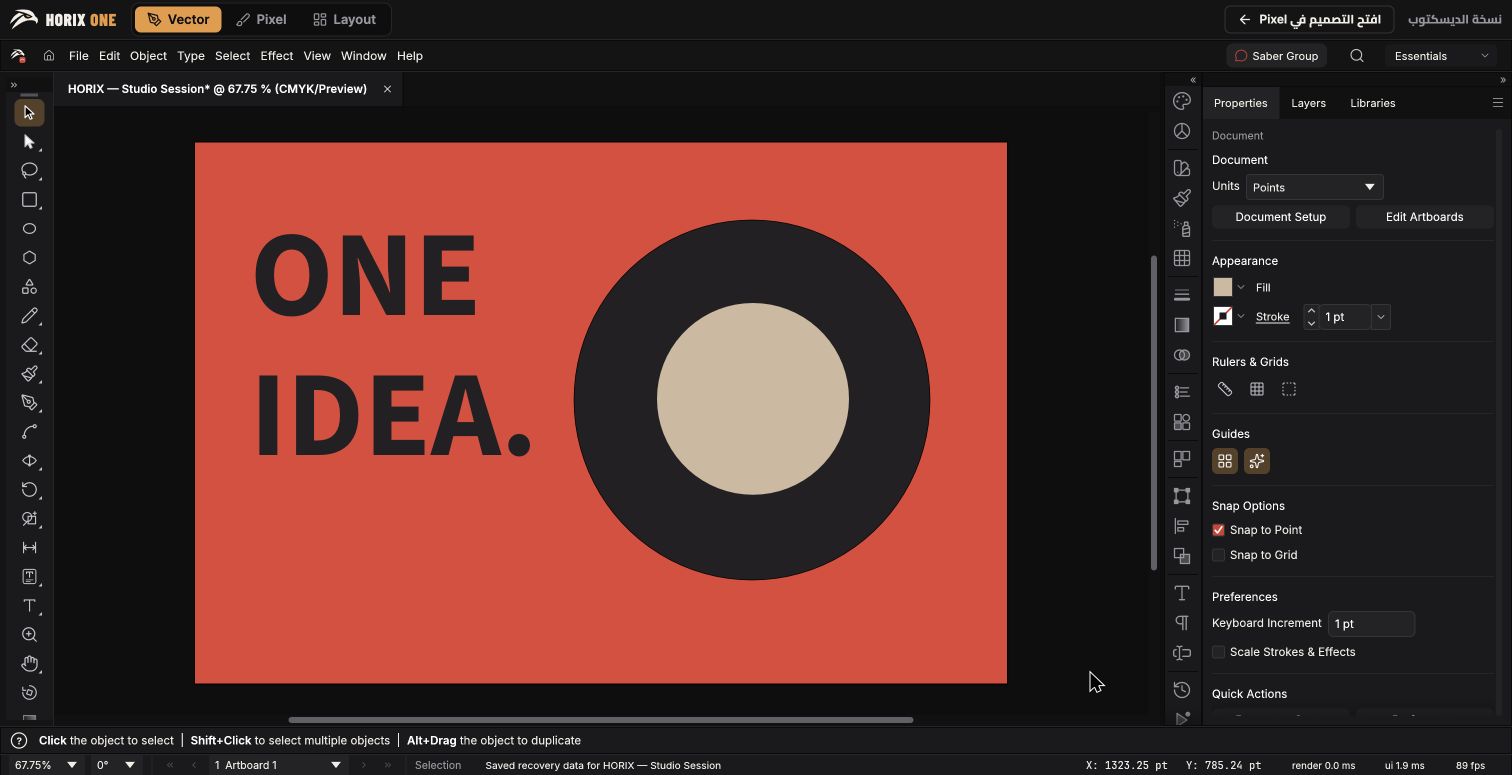 HORIX ONE
Vector
Pixel
Layout
افتح التصميم في Pixel
نسخة الديسكتوب
File Edit Object Type Select Effect View Window Help
Saber Group
Essentials
HORIX — Studio Session* @ 67.75 % (CMYK/Preview)
Properties Layers Libraries
ONE
IDEA.
Document
Document
Units Points
Document Setup Edit Artboards
Appearance
Fill
Stroke 1 pt
Rulers & Grids
Guides
Snap Options
Snap to Point
Snap to Grid
Preferences
Keyboard Increment 1 pt
Scale Strokes & Effects
Quick Actions
Click the object to select | Shift+Click to select multiple objects | Alt+Drag the object to duplicate
67.75% 0° 1 Artboard 1 Selection Saved recovery data for HORIX — Studio Session X: 1323.25 pt Y: 785.24 pt render 0.0 ms ui 1.9 ms 89 fps